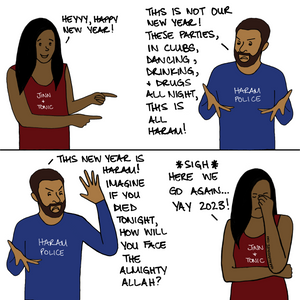 HEYYY, HAPPY
NEW YEAR!
JINN
+
TONIC
THIS IS NOT OUR
NEW YEAR!
THESE PARTIES,
IN CLUBS,
DANCING,
DRINKING,
+ DRUGS
ALL NIGHT,
THIS IS
ALL
HARAM!
HARAM
POLICE
THIS NEW YEAR IS
HARAM!
IMAGINE
IF YOU
DIED
TONIGHT,
HOW WILL
YOU FACE
THE
ALMIGHTY
ALLAH?
HARAM
POLICE
*SIGH*
HERE WE
GO AGAIN...
YAY 2023!
JINN
+ TONIC